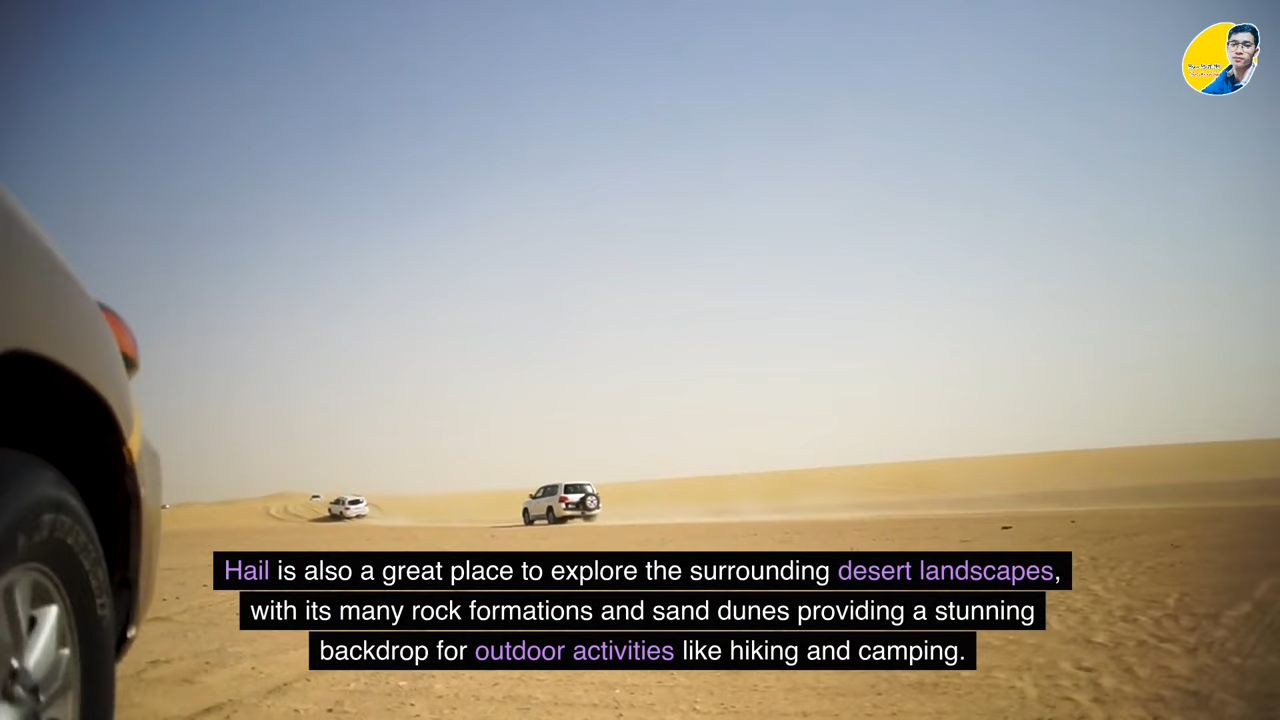 Hail is also a great place to explore the surrounding desert landscapes,
with its many rock formations and sand dunes providing a stunning
backdrop for outdoor activities like hiking and camping.